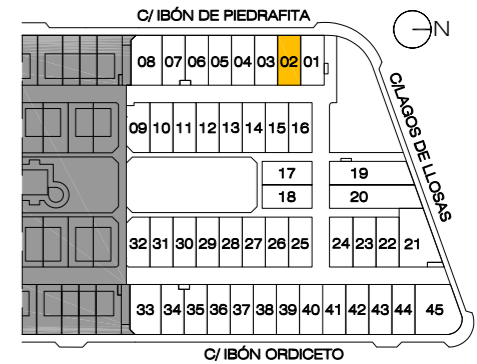 C/ IBÓN DE PIEDRAFITA
N
08 07 06 05 04 03 02 01
C/LAGOS DE LLOSAS
09 10 11 12 13 14 15 16
17 19
18 20
32 31 30 29 28 27 26 25 24 23 22 21
33 34 35 36 37 38 39 40 41 42 43 44 45
C/ IBÓN ORDICETO